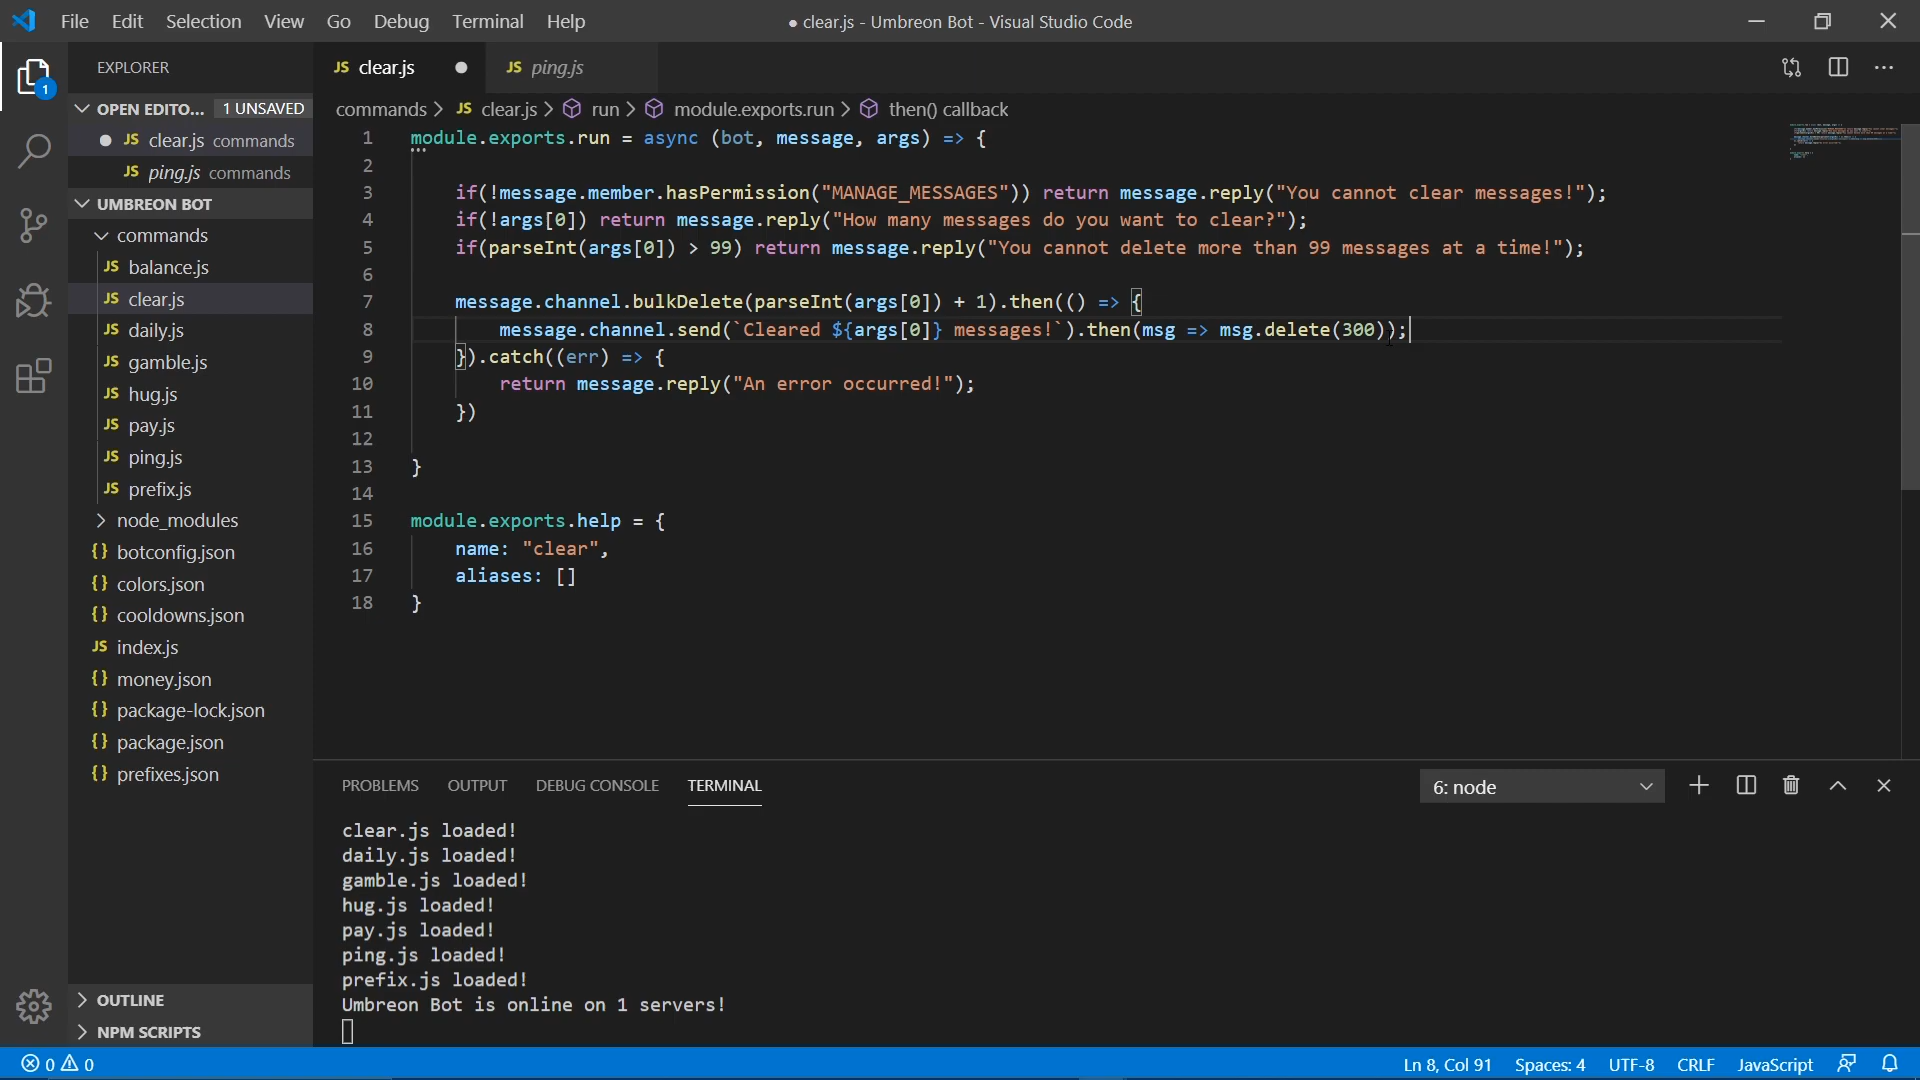 File Edit Selection View Go Debug Terminal Help
● clear.js - Umbreon Bot - Visual Studio Code
EXPLORER
1
OPEN EDITO... 1 UNSAVED
JS clear.js commands
JS ping.js commands
UMBREON BOT
commands
JS balance.js
JS clear.js
JS daily.js
JS gamble.js
JS hug.js
JS pay.js
JS ping.js
JS prefix.js
node_modules
{} botconfig.json
{} colors.json
{} cooldowns.json
JS index.js
{} money.json
{} package-lock.json
{} package.json
{} prefixes.json
OUTLINE
NPM SCRIPTS
JS clear.js ● JS ping.js
commands > JS clear.js > run > module.exports.run > then() callback
1 module.exports.run = async (bot, message, args) => {
2
3 if(!message.member.hasPermission("MANAGE_MESSAGES")) return message.reply("You cannot clear messages!");
4 if(!args[0]) return message.reply("How many messages do you want to clear?");
5 if(parseInt(args[0]) > 99) return message.reply("You cannot delete more than 99 messages at a time!");
6
7 message.channel.bulkDelete(parseInt(args[0]) + 1).then(() => {
8 message.channel.send(`Cleared ${args[0]} messages!`).then(msg => msg.delete(300));
9 }).catch((err) => {
10 return message.reply("An error occurred!");
11 })
12
13 }
14
15 module.exports.help = {
16 name: "clear",
17 aliases: []
18 }
PROBLEMS OUTPUT DEBUG CONSOLE TERMINAL 6: node
clear.js loaded!
daily.js loaded!
gamble.js loaded!
hug.js loaded!
pay.js loaded!
ping.js loaded!
prefix.js loaded!
Umbreon Bot is online on 1 servers!
0 0 Ln 8, Col 91 Spaces: 4 UTF-8 CRLF JavaScript